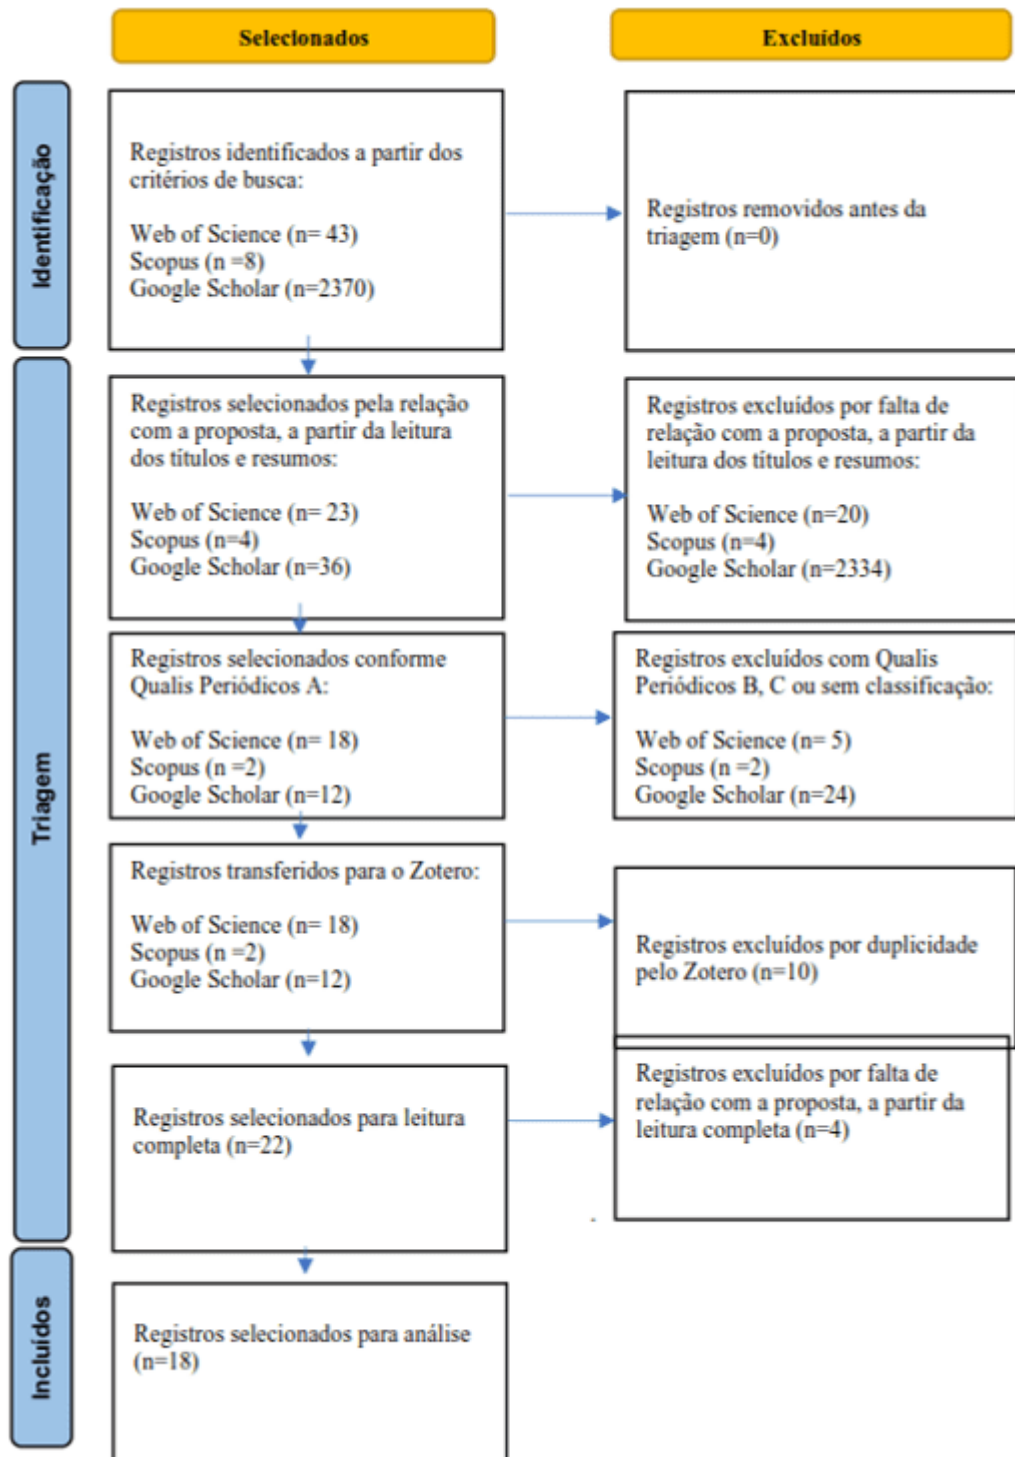 Selecionados
Excluídos
Identificação
Registros identificados a partir dos
critérios de busca:
Web of Science (n= 43)
Scopus (n =8)
Google Scholar (n=2370)
Registros removidos antes da
triagem (n=0)
Triagem
Registros selecionados pela relação
com a proposta, a partir da leitura
dos títulos e resumos:
Web of Science (n= 23)
Scopus (n=4)
Google Scholar (n=36)
Registros excluídos por falta de
relação com a proposta, a partir da
leitura dos títulos e resumos:
Web of Science (n=20)
Scopus (n=4)
Google Scholar (n=2334)
Registros selecionados conforme
Qualis Periódicos A:
Web of Science (n= 18)
Scopus (n =2)
Google Scholar (n=12)
Registros excluídos com Qualis
Periódicos B, C ou sem classificação:
Web of Science (n= 5)
Scopus (n =2)
Google Scholar (n=24)
Registros transferidos para o Zotero:
Web of Science (n= 18)
Scopus (n =2)
Google Scholar (n=12)
Registros excluídos por duplicidade
pelo Zotero (n=10)
Registros selecionados para leitura
completa (n=22)
Registros excluídos por falta de
relação com a proposta, a partir da
leitura completa (n=4)
Incluídos
Registros selecionados para análise
(n=18)